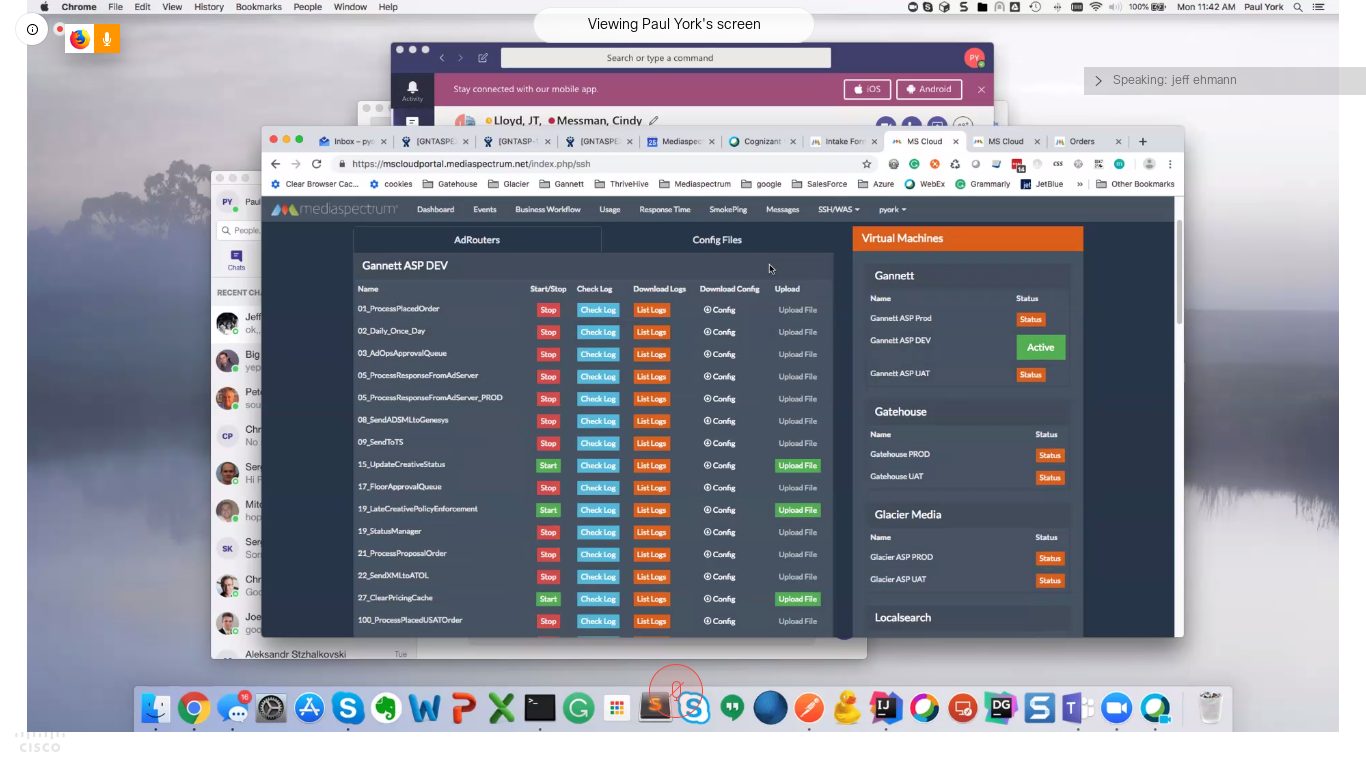 Chrome File Edit View History Bookmarks People Window Help
100% Mon 11:42 AM Paul York
Viewing Paul York's screen
Speaking: jeff ehmann
Search or type a command
PY
Activity
Stay connected with our mobile app.
iOS
Android
Lloyd, JT, Messman, Cindy
Inbox – pyo
[GNTASPE
[GNTASP-
[GNTASPE
Mediaspec
Cognizant
Intake For
MS Cloud
MS Cloud
Orders
https://mscloudportal.mediaspectrum.net/index.php/ssh
Clear Browser Cac... cookies Gatehouse Glacier Gannett ThriveHive Mediaspectrum google SalesForce Azure WebEx Grammarly JetBlue » Other Bookmarks
mediaspectrum Dashboard Events Business Workflow Usage Response Time SmokePing Messages SSH/WAS pyork
AdRouters
Config Files
Gannett ASP DEV
Name Start/Stop Check Log Download Logs Download Config Upload
01_ProcessPlacedOrder Stop Check Log List Logs Config Upload File
02_Daily_Once_Day Stop Check Log List Logs Config Upload File
03_AdOpsApprovalQueue Stop Check Log List Logs Config Upload File
05_ProcessResponseFromAdServer Stop Check Log List Logs Config Upload File
05_ProcessResponseFromAdServer_PROD Stop Check Log List Logs Config Upload File
08_SendADSMLtoGenesys Stop Check Log List Logs Config Upload File
09_SendToTS Stop Check Log List Logs Config Upload File
15_UpdateCreativeStatus Start Check Log List Logs Config Upload File
17_FloorApprovalQueue Stop Check Log List Logs Config Upload File
19_LateCreativePolicyEnforcement Start Check Log List Logs Config Upload File
19_StatusManager Stop Check Log List Logs Config Upload File
21_ProcessProposalOrder Stop Check Log List Logs Config Upload File
22_SendXMLtoATOL Stop Check Log List Logs Config Upload File
27_ClearPricingCache Start Check Log List Logs Config Upload File
100_ProcessPlacedUSATOrder Stop Check Log List Logs Config Upload File
Virtual Machines
Gannett
Name Status
Gannett ASP Prod Status
Gannett ASP DEV Active
Gannett ASP UAT Status
Gatehouse
Name Status
Gatehouse PROD Status
Gatehouse UAT Status
Glacier Media
Name Status
Glacier ASP PROD Status
Glacier ASP UAT Status
Localsearch
PY Paul
People,
Chats
RECENT CH
Jeff
ok,,
Big
yep
Pete
sou
CP Chr
No
Ser
Hi F
Mitc
hop
SK Ser
Sor
Chr
Goo
Joe
goo
Aleksandr Stzhalkovski Tue
16
CISCO